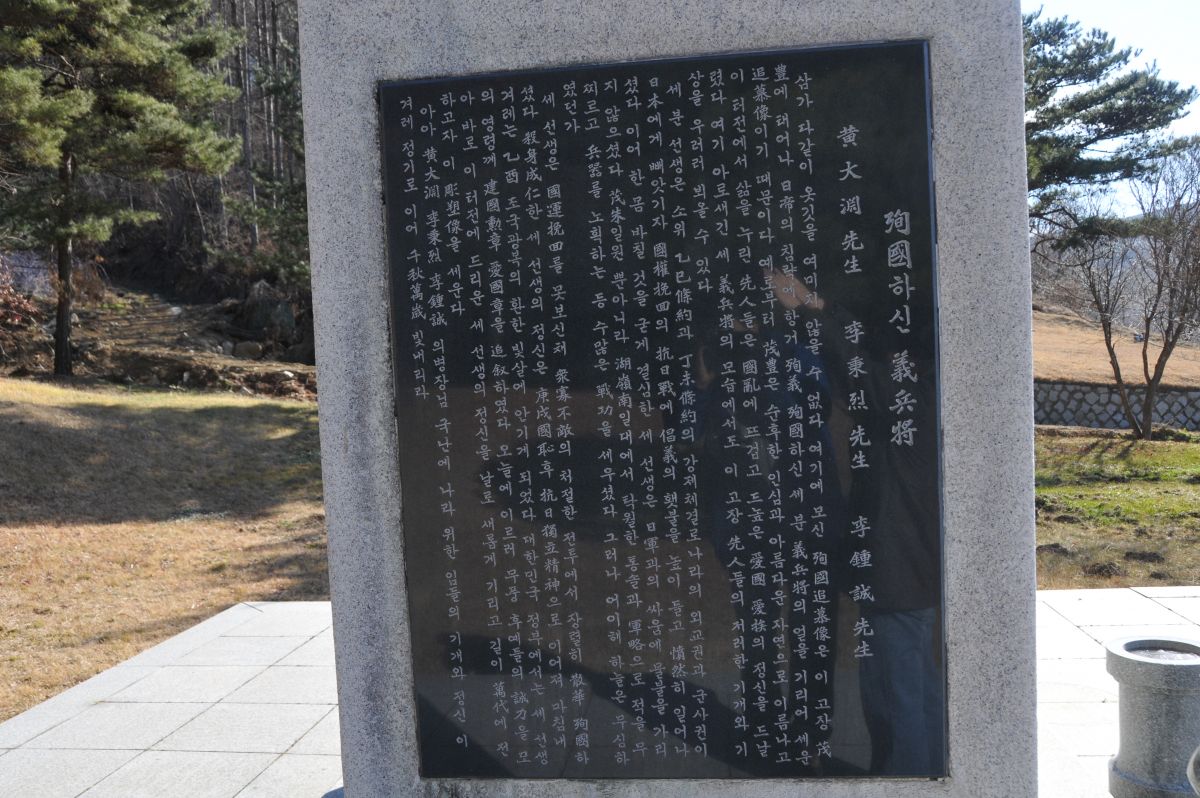 殉國하신 義兵將
黃大淵先生 李秉烈先生 李鍾誠先生
삼가 다같이 옷깃을 여미지 않을 수 없다 여기에 모신 殉國追慕像은 이 고장 茂
豊에 태어나 日帝의 침략에 항거 殉義 殉國하신 세 분 義兵將의 얼을 기리어 세운
追慕像이기 때문이다 예로부터 茂豊은 순후한 인심과 아름다운 자연으로 이름나고
이 터전에서 삶을 누린 先人들은 國亂에 뜨겁고 드높은 愛國 愛族의 정신을 드날
렸다 여기 아로새긴 세 義兵將의 모습에서도 이 고장 先人들의 저러한 기개와 기
상을 우러러 뵈올 수 있다
세 분 선생은 소위 乙巳條約과 丁未條約의 강제체결로 나라의 외교권과 군사권이
日本에게 빼앗기자 國權挽回의 抗日戰에 倡義의 횃불을 높이 들고 憤然히 일어나
셨다 이어 한 몸 바칠 것을 굳게 결심한 세 선생은 日軍과의 싸움에 물불을 가리
지 않으셨다 茂朱일원 뿐아니라 湖嶺南일대에서 탁월한 통솔과 軍略으로 적을 무
찌르고 兵器를 노획하는 등 수많은 戰功을 세우셨다 그러나 어이해 하늘은 무심하
였던가
세 선생은 國運挽回를 못보신채 衆寡不敵의 처절한 전투에서 장렬히 散華 殉國하
셨다 殺身成仁한 세 선생의 정신은 庚戌國恥후 抗日獨立精神으로 이어져 마침내
겨레는 乙酉 조국광복의 환한 빛살에 안기게 되었다 대한민국 정부에서는 세 선생
의 영령께 建國勳章 愛國章을 追叙하였다 오늘에 이르러 무풍 후예들의 誠力을 모
아 바로 이 터전에 드리운 세 선생의 정신을 날로 새롭게 기리고 길이 萬代에 전
하고자 이 彫塑像을 세운다
아아 黃大淵 李秉烈 李鍾誠 의병장님 국난에 나라 위한 임들의 기개와 정신 이
겨레 정기로 이어 千秋萬歲 빛내리라